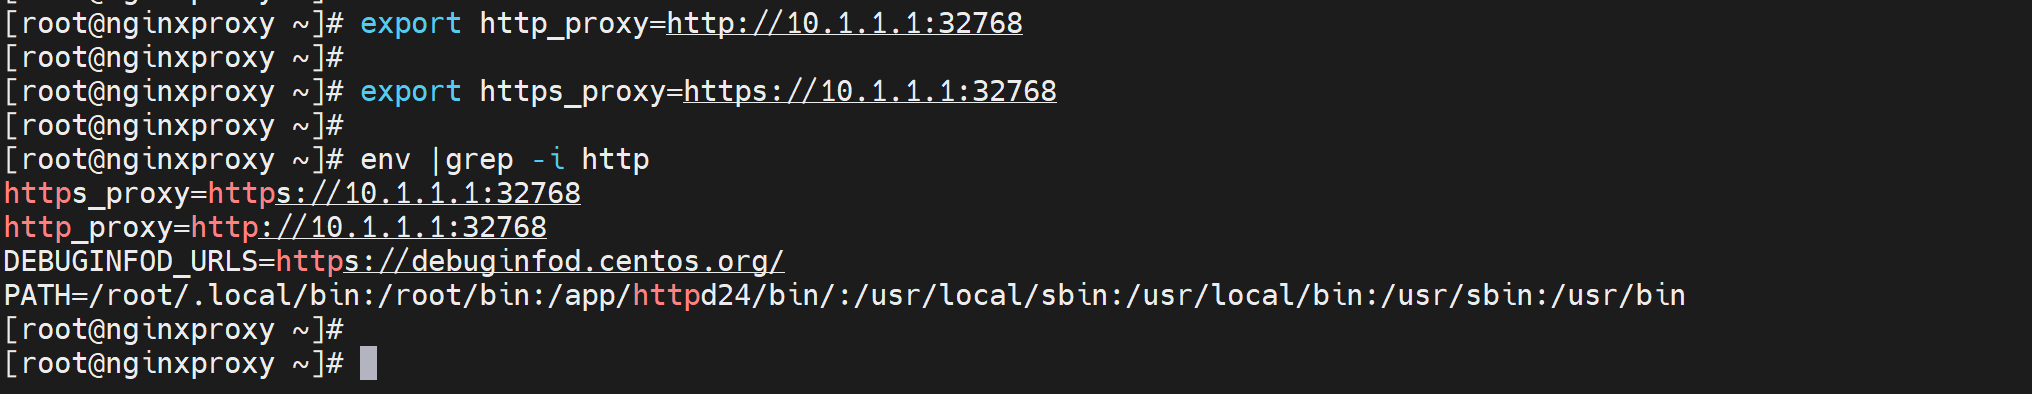 [root@nginxproxy ~]# export http_proxy=http://10.1.1.1:32768
[root@nginxproxy ~]#
[root@nginxproxy ~]# export https_proxy=https://10.1.1.1:32768
[root@nginxproxy ~]#
[root@nginxproxy ~]# env |grep -i http
https_proxy=https://10.1.1.1:32768
http_proxy=http://10.1.1.1:32768
DEBUGINFOD_URLS=https://debuginfod.centos.org/
PATH=/root/.local/bin:/root/bin:/app/httpd24/bin/:/usr/local/sbin:/usr/local/bin:/usr/sbin:/usr/bin
[root@nginxproxy ~]#
[root@nginxproxy ~]#